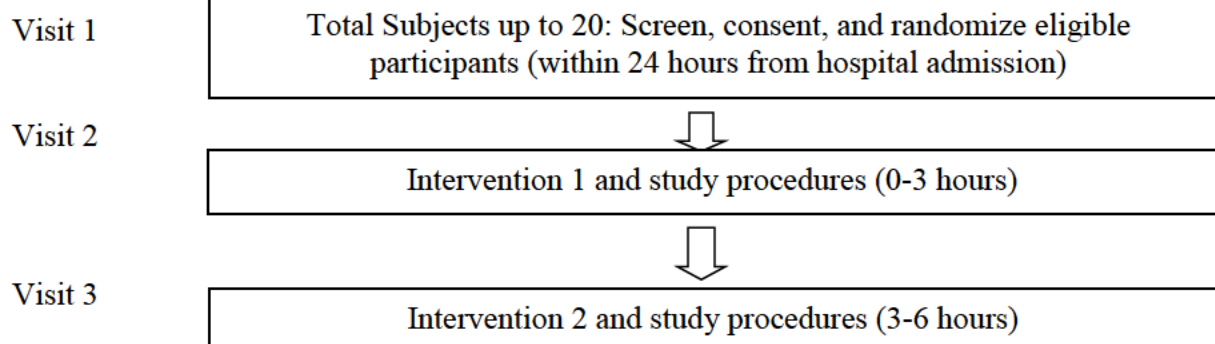 Visit 1
Total Subjects up to 20: Screen, consent, and randomize eligible
participants (within 24 hours from hospital admission)
Visit 2
Intervention 1 and study procedures (0-3 hours)
Visit 3
Intervention 2 and study procedures (3-6 hours)